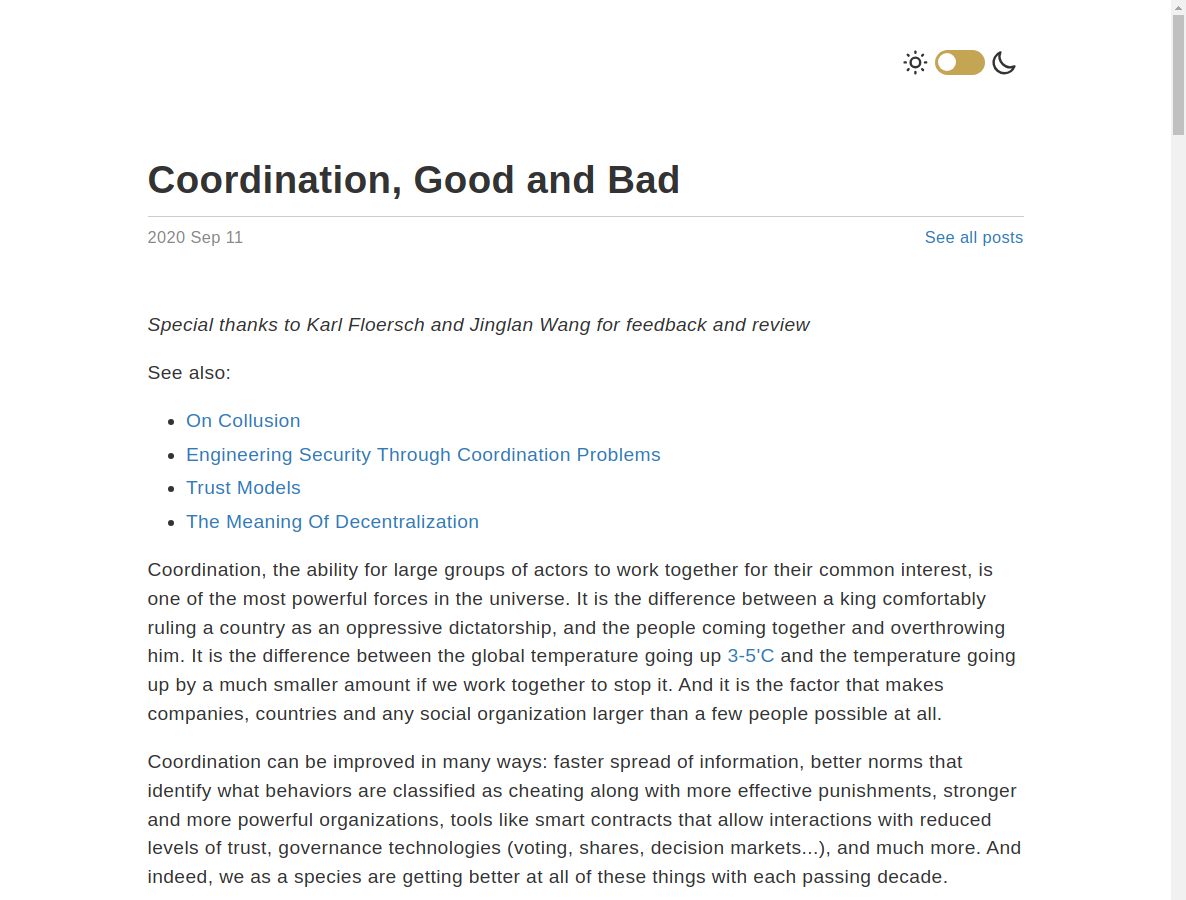 Coordination, Good and Bad
2020 Sep 11
See all posts
Special thanks to Karl Floersch and Jinglan Wang for feedback and review
See also:
On Collusion
Engineering Security Through Coordination Problems
Trust Models
The Meaning Of Decentralization
Coordination, the ability for large groups of actors to work together for their common interest, is
one of the most powerful forces in the universe. It is the difference between a king comfortably
ruling a country as an oppressive dictatorship, and the people coming together and overthrowing
him. It is the difference between the global temperature going up 3-5'C and the temperature going
up by a much smaller amount if we work together to stop it. And it is the factor that makes
companies, countries and any social organization larger than a few people possible at all.
Coordination can be improved in many ways: faster spread of information, better norms that
identify what behaviors are classified as cheating along with more effective punishments, stronger
and more powerful organizations, tools like smart contracts that allow interactions with reduced
levels of trust, governance technologies (voting, shares, decision markets...), and much more. And
indeed, we as a species are getting better at all of these things with each passing decade.